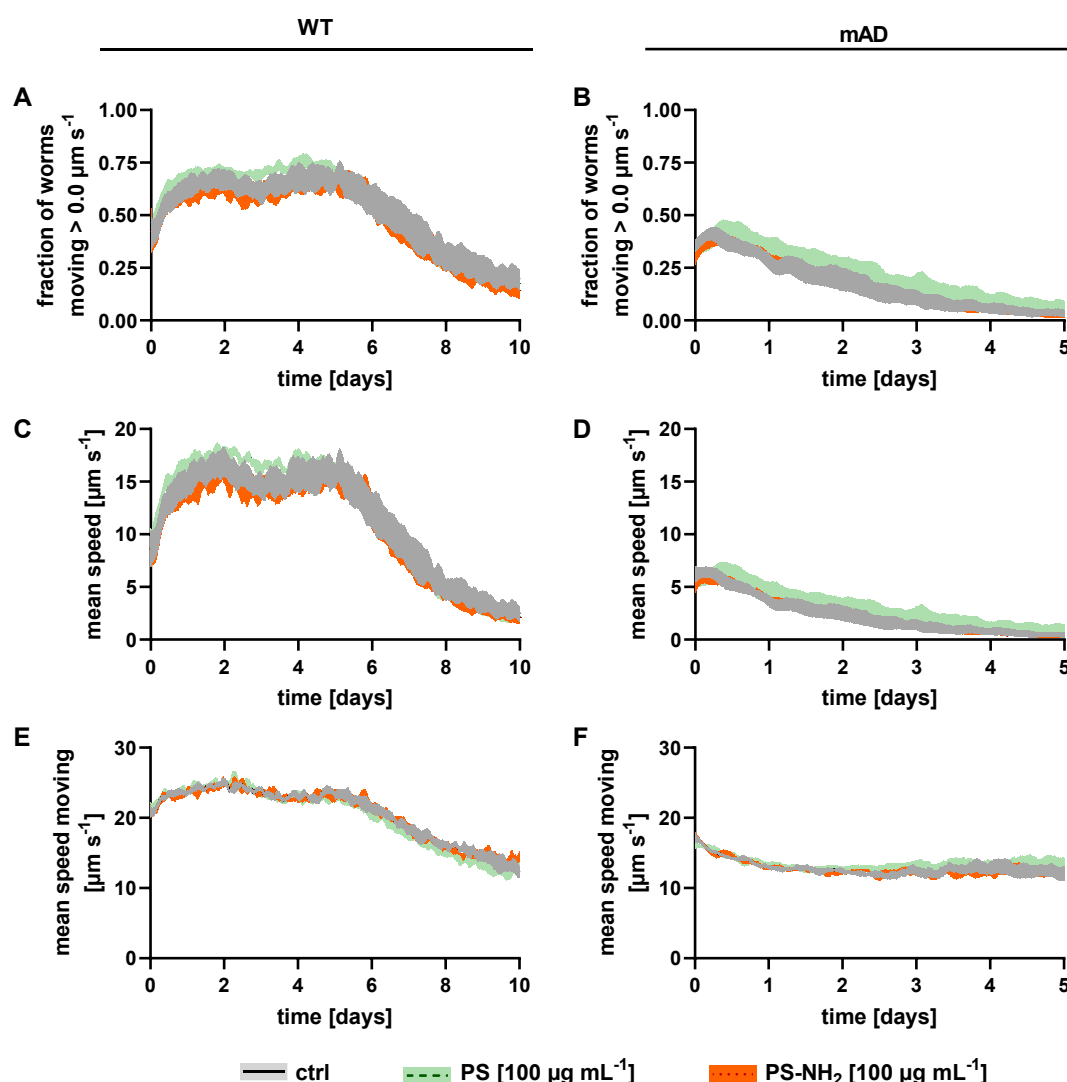 WT
mAD
A
fraction of worms
moving > 0.0 µm s⁻¹
1.00
0.75
0.50
0.25
0.00
0 2 4 6 8 10
time [days]
B
fraction of worms
moving > 0.0 µm s⁻¹
1.00
0.75
0.50
0.25
0.00
0 1 2 3 4 5
time [days]
C
mean speed [µm s⁻¹]
20
15
10
5
0
0 2 4 6 8 10
time [days]
D
mean speed [µm s⁻¹]
20
15
10
5
0
0 1 2 3 4 5
time [days]
E
mean speed moving
[µm s⁻¹]
30
20
10
0
0 2 4 6 8 10
time [days]
F
mean speed moving
[µm s⁻¹]
30
20
10
0
0 1 2 3 4 5
time [days]
ctrl PS [100 µg mL⁻¹] PS-NH₂ [100 µg mL⁻¹]